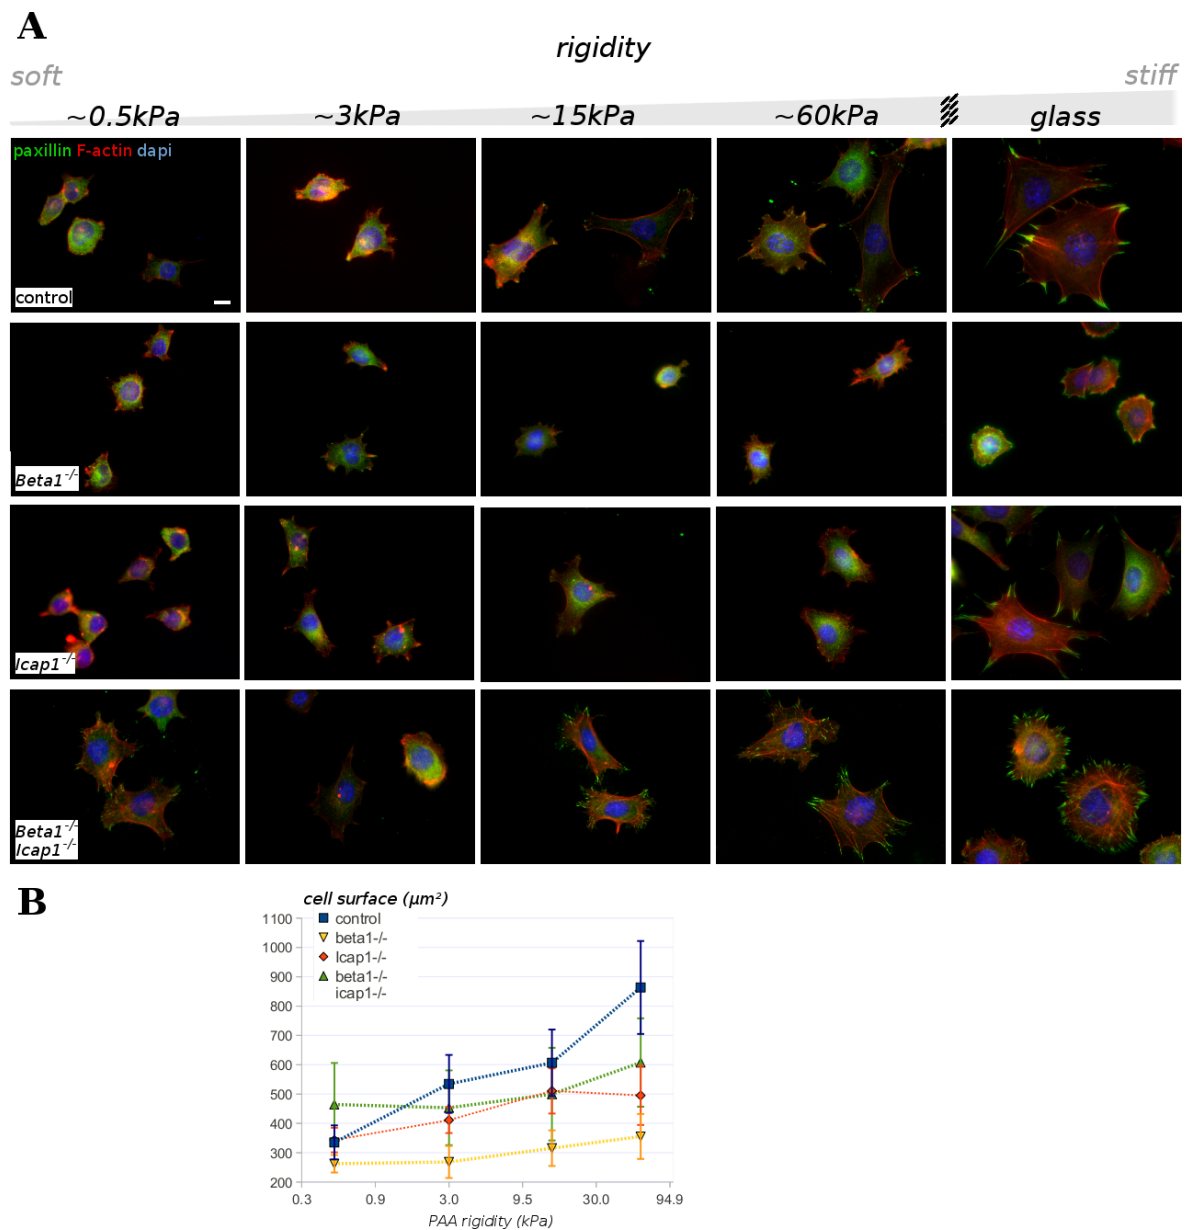 A
rigidity
soft
stiff
~0.5kPa ~3kPa ~15kPa ~60kPa glass
paxillin F-actin dapi
control
Beta1-/-
Icap1-/-
Beta1-/-
Icap1-/-
B
cell surface (µm²)
1100
1000
900
800
700
600
500
400
300
200
control
beta1-/-
Icap1-/-
beta1-/-
icap1-/-
0.3 0.9 3.0 9.5 30.0 94.9
PAA rigidity (kPa)